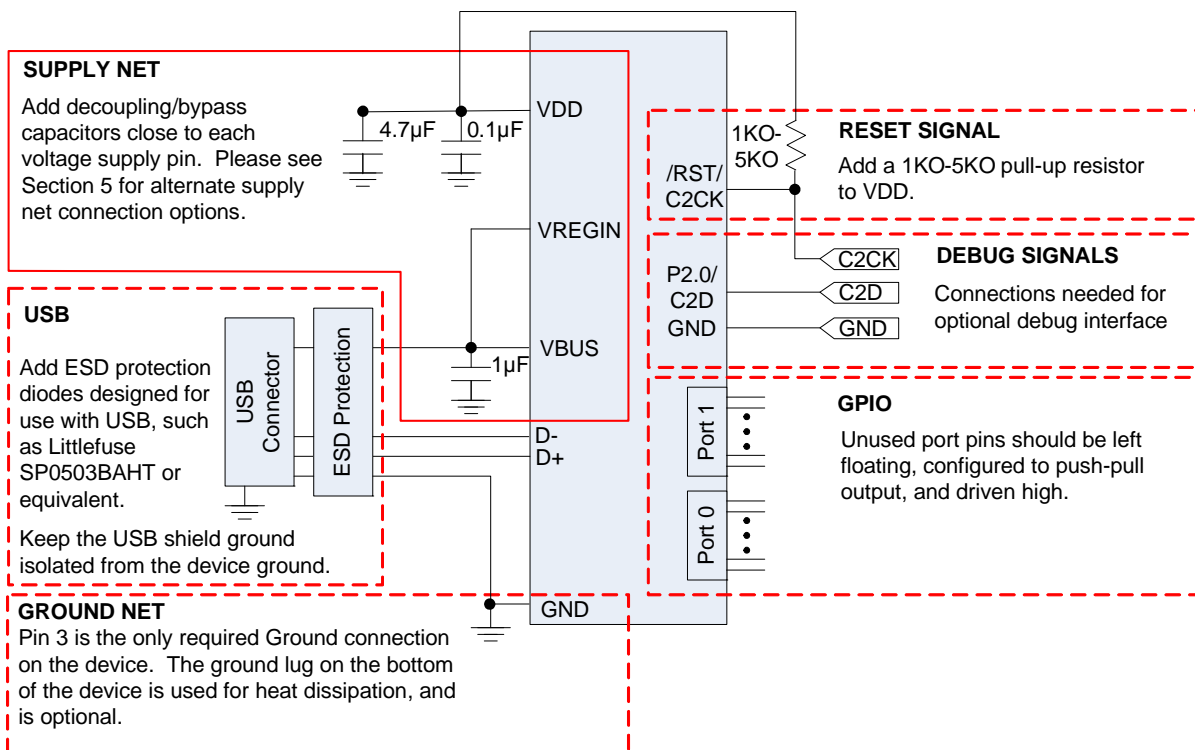 SUPPLY NET
Add decoupling/bypass
capacitors close to each
voltage supply pin.  Please see
Section 5 for alternate supply
net connection options.
4.7µF
0.1µF
VDD
VREGIN
VBUS
1µF
1KO-
5KO
/RST/
C2CK
RESET SIGNAL
Add a 1KO-5KO pull-up resistor
to VDD.
P2.0/
C2D
GND
C2CK
C2D
GND
DEBUG SIGNALS
Connections needed for
optional debug interface
USB
Add ESD protection
diodes designed for
use with USB, such
as Littlefuse
SP0503BAHT or
equivalent.
Keep the USB shield ground
isolated from the device ground.
USB
Connector
ESD Protection
D-
D+
Port 1
Port 0
GPIO
Unused port pins should be left
floating, configured to push-pull
output, and driven high.
GND
GROUND NET
Pin 3 is the only required Ground connection
on the device.  The ground lug on the bottom
of the device is used for heat dissipation, and
is optional.